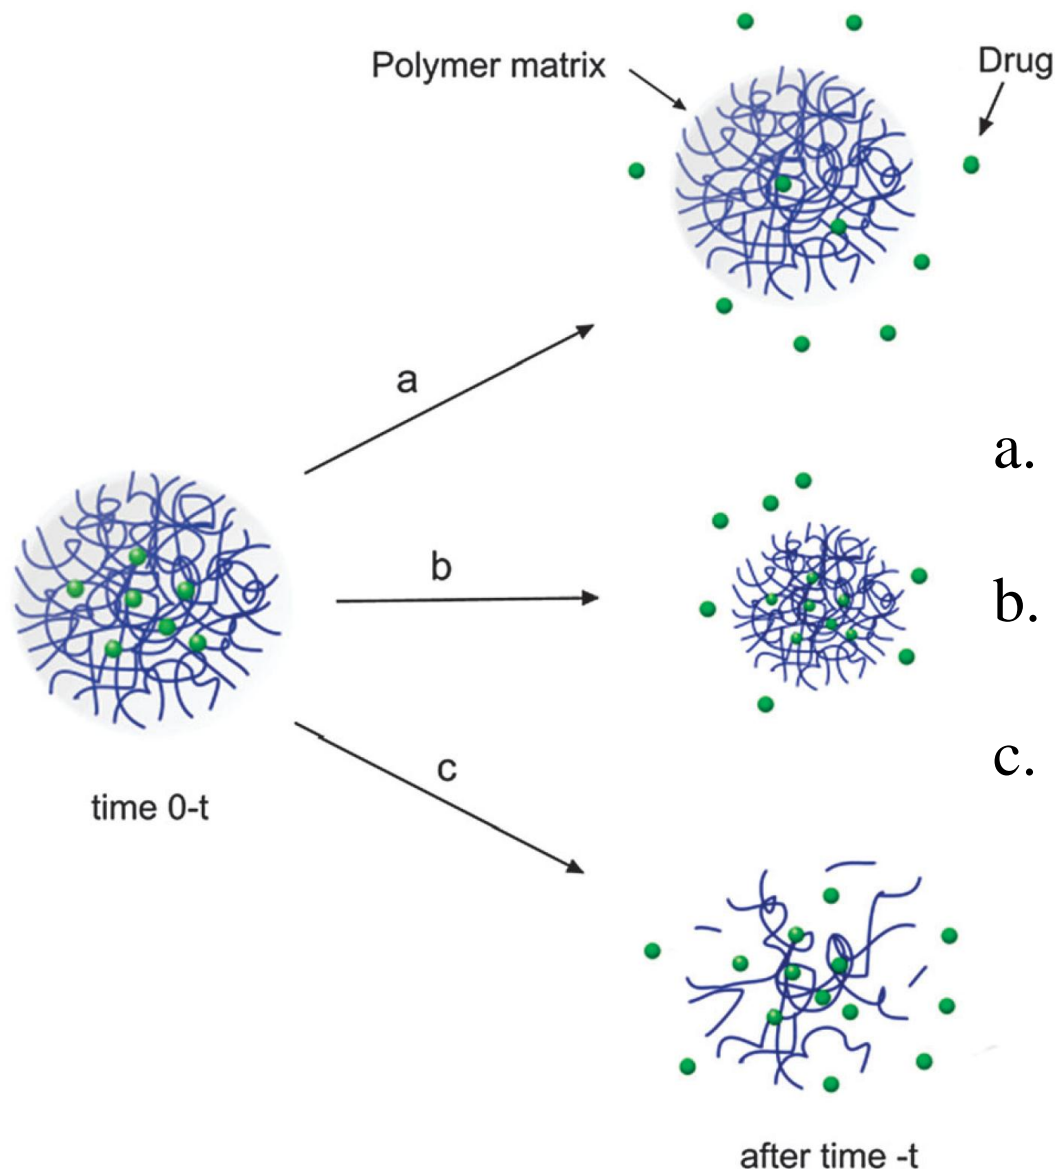 Polymer matrix
Drug
a
a.
b
b.
c.
c
time 0-t
after time -t